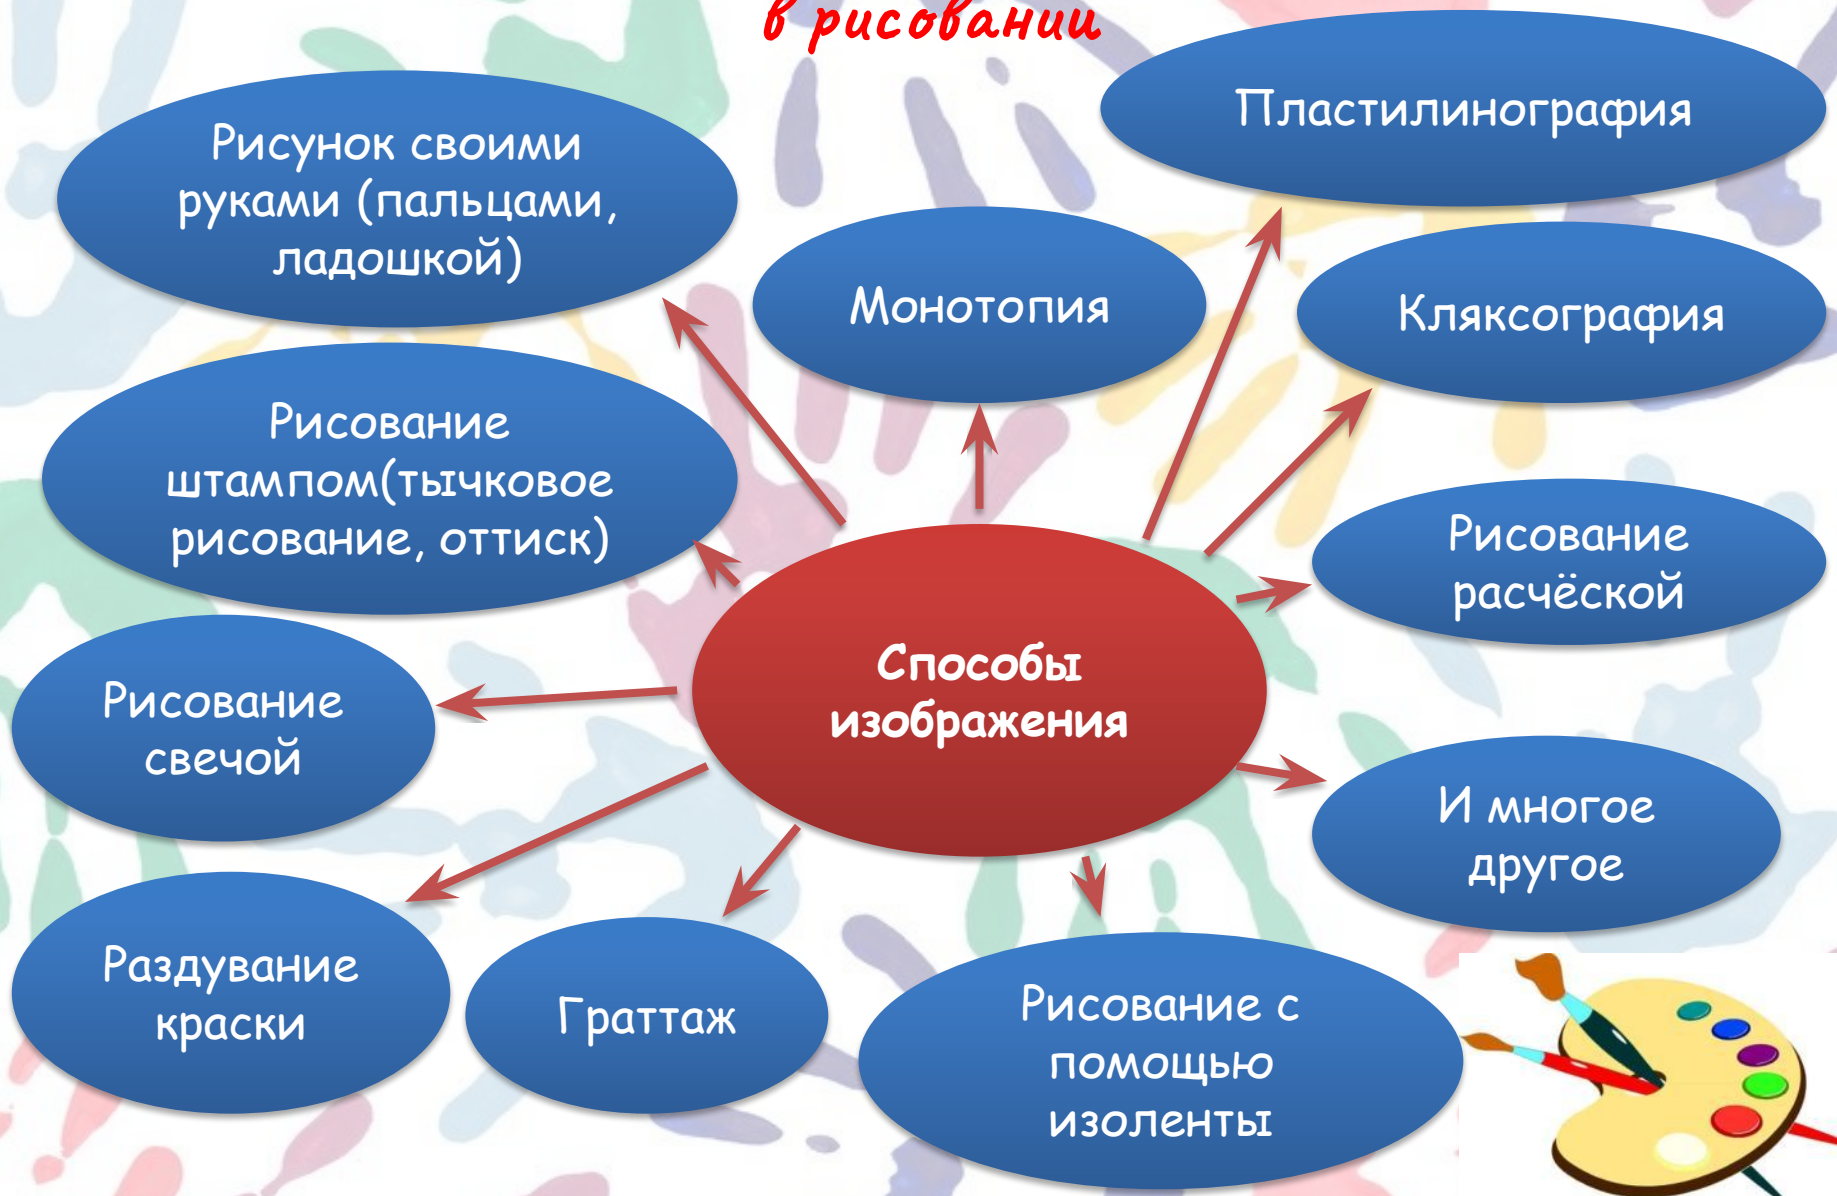 в рисовании
Пластилинография
Рисунок своими
руками (пальцами,
ладошкой)
Монотопия
Кляксография
Рисование
штампом(тычковое
рисование, оттиск)
Рисование
расчёской
Способы
изображения
Рисование
свечой
И многое
другое
Раздувание
краски
Граттаж
Рисование с
помощью
изоленты